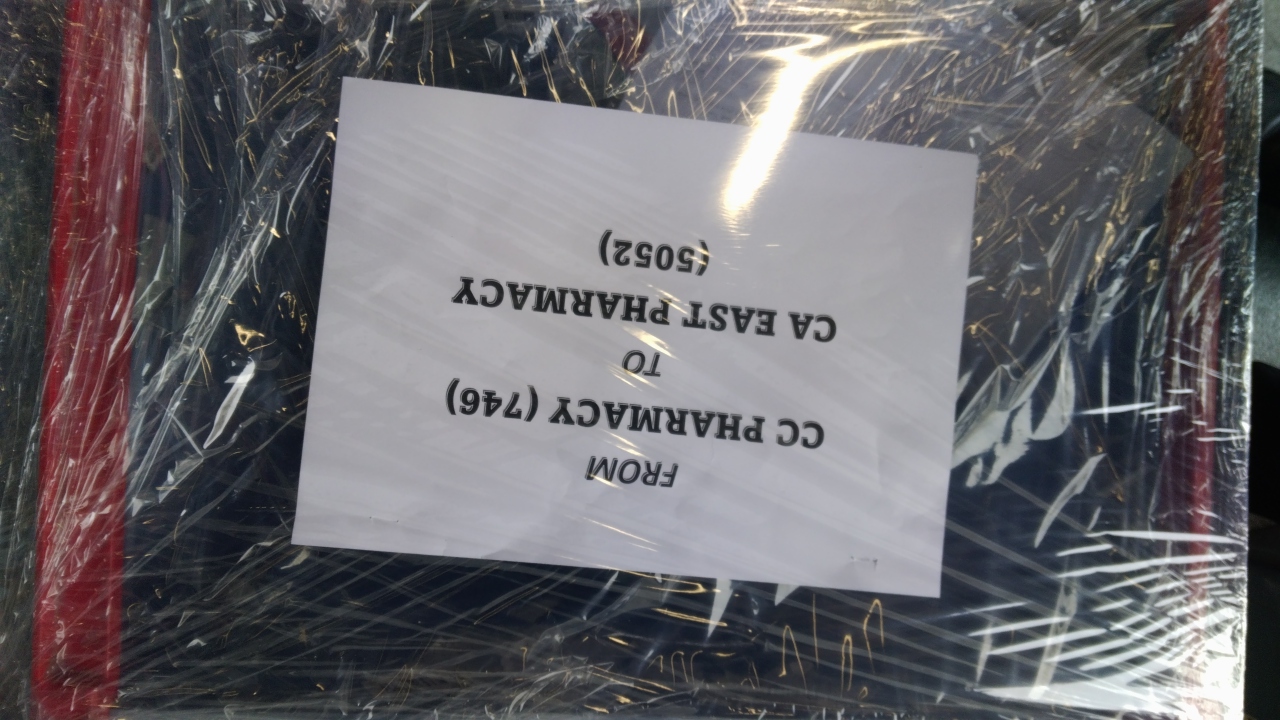 FROM
CC PHARMACY (746)
TO
CA EAST PHARMACY
(5052)